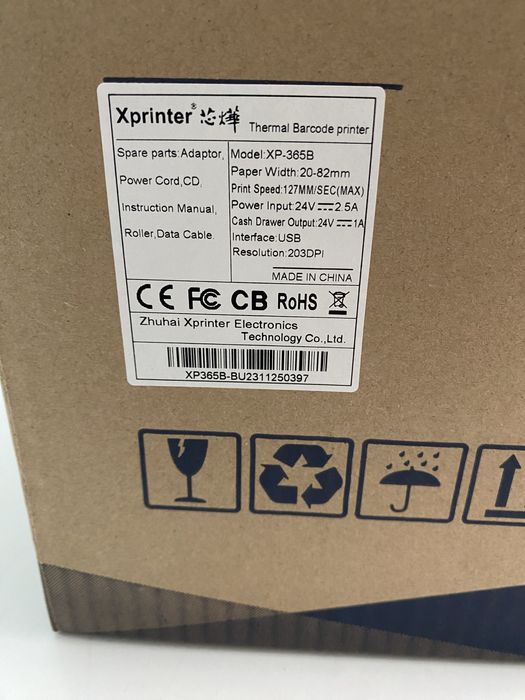 Xprinter® 芯烨 Thermal Barcode printer
Spare parts:Adaptor,
Power Cord,CD,
Instruction Manual,
Roller,Data Cable.
Model:XP-365B
Paper Width:20-82mm
Print Speed:127MM/SEC(MAX)
Power Input:24V⎓2.5A
Cash Drawer Output:24V⎓1A
Interface:USB
Resolution:203DPI
MADE IN CHINA
CE FC CB RoHS
Zhuhai Xprinter Electronics
Technology Co.,Ltd.
XP365B-BU2311250397